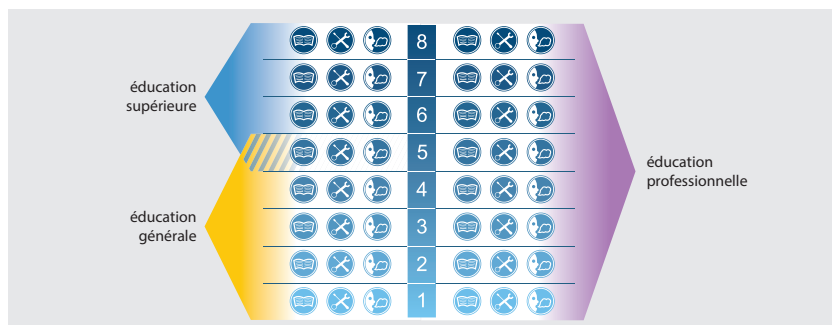 8
7
éducation
supérieure
6
5
éducation
professionnelle
4
éducation
générale
3
2
1